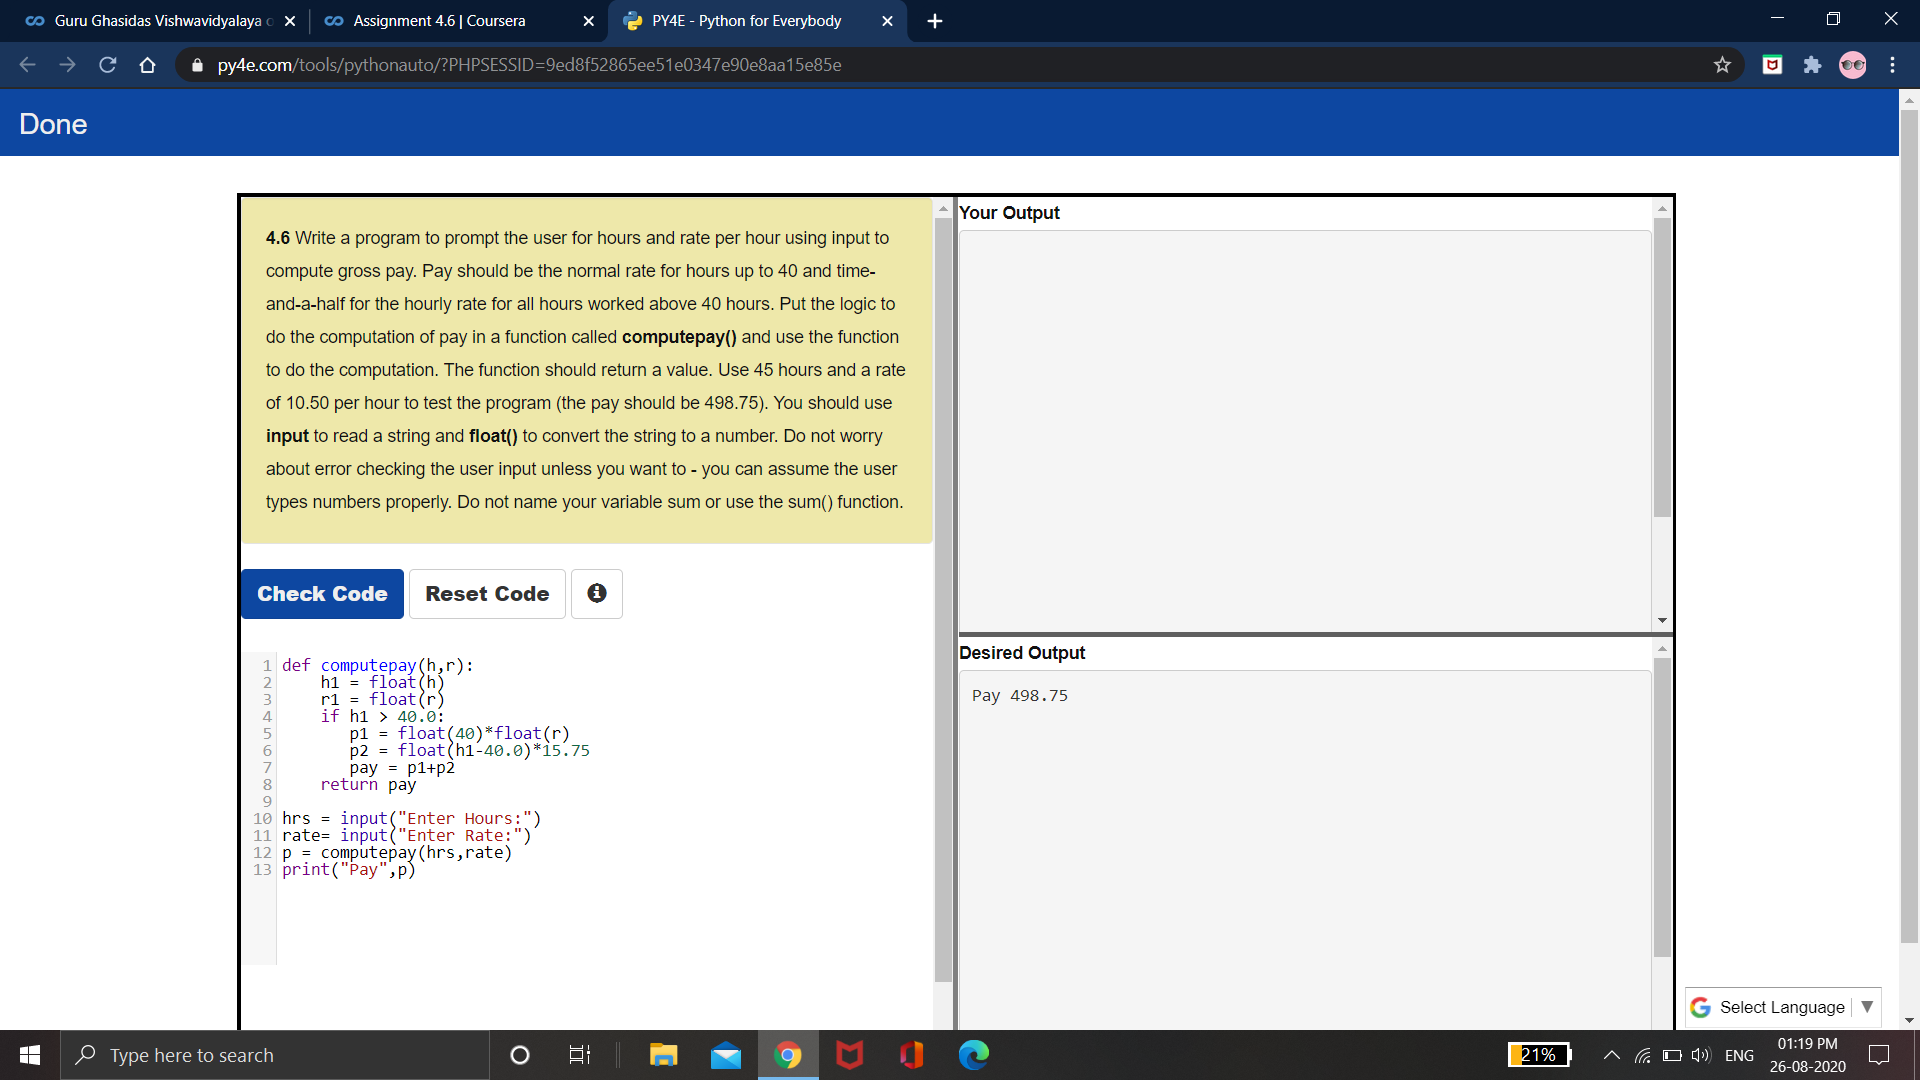 Guru Ghasidas Vishwavidyalaya
Assignment 4.6 | Coursera
PY4E - Python for Everybody
py4e.com/tools/pythonauto/?PHPSESSID=9ed8f52865ee51e0347e90e8aa15e85e
Done
4.6 Write a program to prompt the user for hours and rate per hour using input to
compute gross pay. Pay should be the normal rate for hours up to 40 and time-
and-a-half for the hourly rate for all hours worked above 40 hours. Put the logic to
do the computation of pay in a function called computepay() and use the function
to do the computation. The function should return a value. Use 45 hours and a rate
of 10.50 per hour to test the program (the pay should be 498.75). You should use
input to read a string and float() to convert the string to a number. Do not worry
about error checking the user input unless you want to - you can assume the user
types numbers properly. Do not name your variable sum or use the sum() function.
Check Code
Reset Code
1 def computepay(h,r):
2     h1 = float(h)
3     r1 = float(r)
4     if h1 > 40.0:
5        p1 = float(40)*float(r)
6        p2 = float(h1-40.0)*15.75
7        pay = p1+p2
8     return pay
9
10 hrs = input("Enter Hours:")
11 rate= input("Enter Rate:")
12 p = computepay(hrs,rate)
13 print("Pay",p)
Your Output
Desired Output
Pay 498.75
Select Language
Type here to search
21%
ENG
01:19 PM
26-08-2020